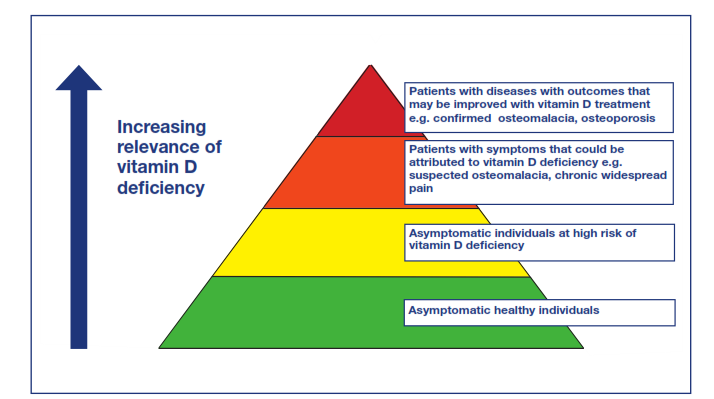 Increasing
relevance of
vitamin D
deficiency
Patients with diseases with outcomes that
may be improved with vitamin D treatment
e.g. confirmed osteomalacia, osteoporosis
Patients with symptoms that could be
attributed to vitamin D deficiency e.g.
suspected osteomalacia, chronic widespread
pain
Asymptomatic individuals at high risk of
vitamin D deficiency
Asymptomatic healthy individuals